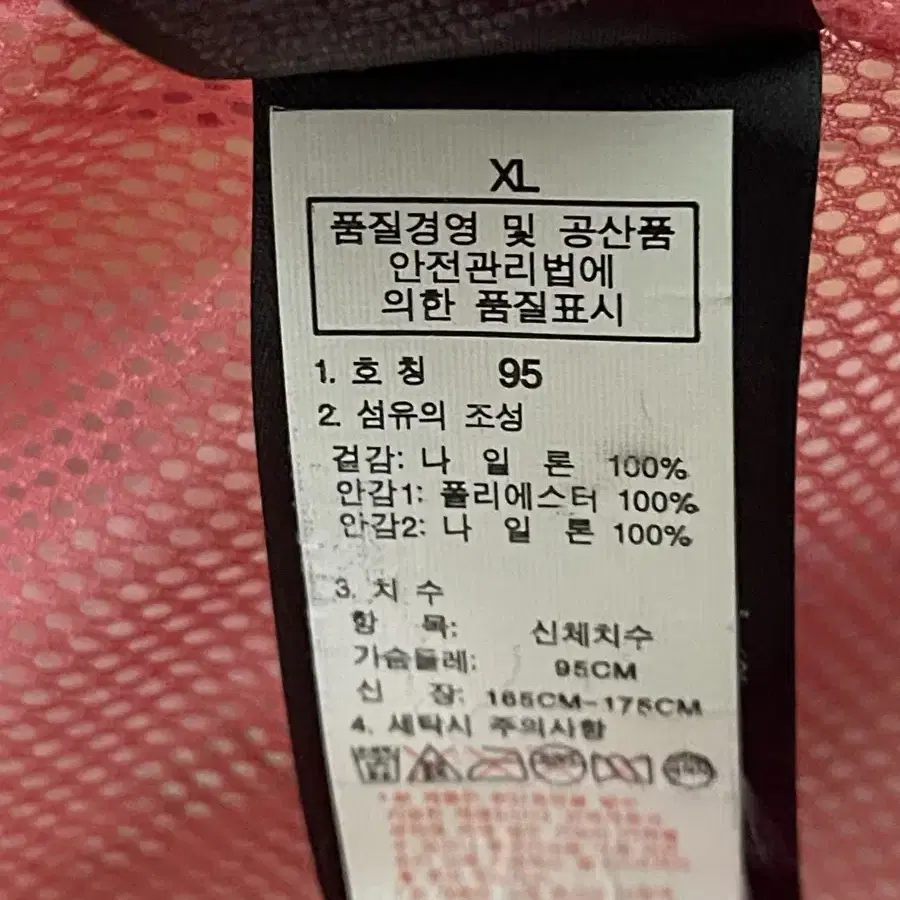 XL
품질경영 및 공산품
안전관리법에
의한 품질표시
1. 호 칭 95
2. 섬유의 조성
겉감: 나 일 론 100%
안감1: 폴리에스터 100%
안감2: 나 일 론 100%
3. 치 수
항 목: 신체치수
가슴둘레: 95CM
신 장: 165CM-175CM
4. 세탁시 주의사항